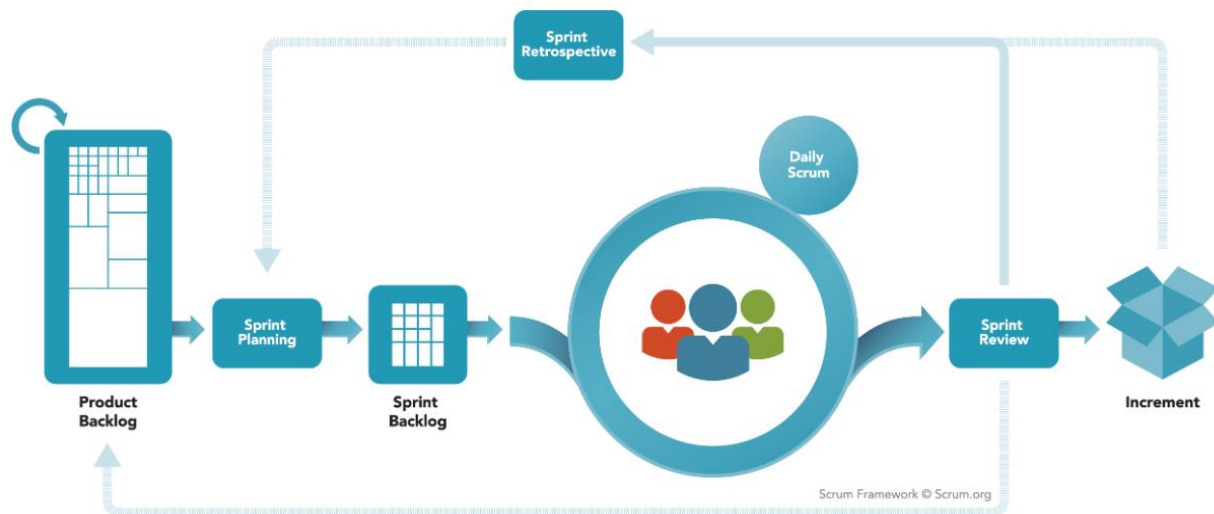 Sprint
Retrospective
Daily
Scrum
Sprint
Planning
Sprint
Review
Product
Backlog
Sprint
Backlog
Increment
Scrum Framework © Scrum.org